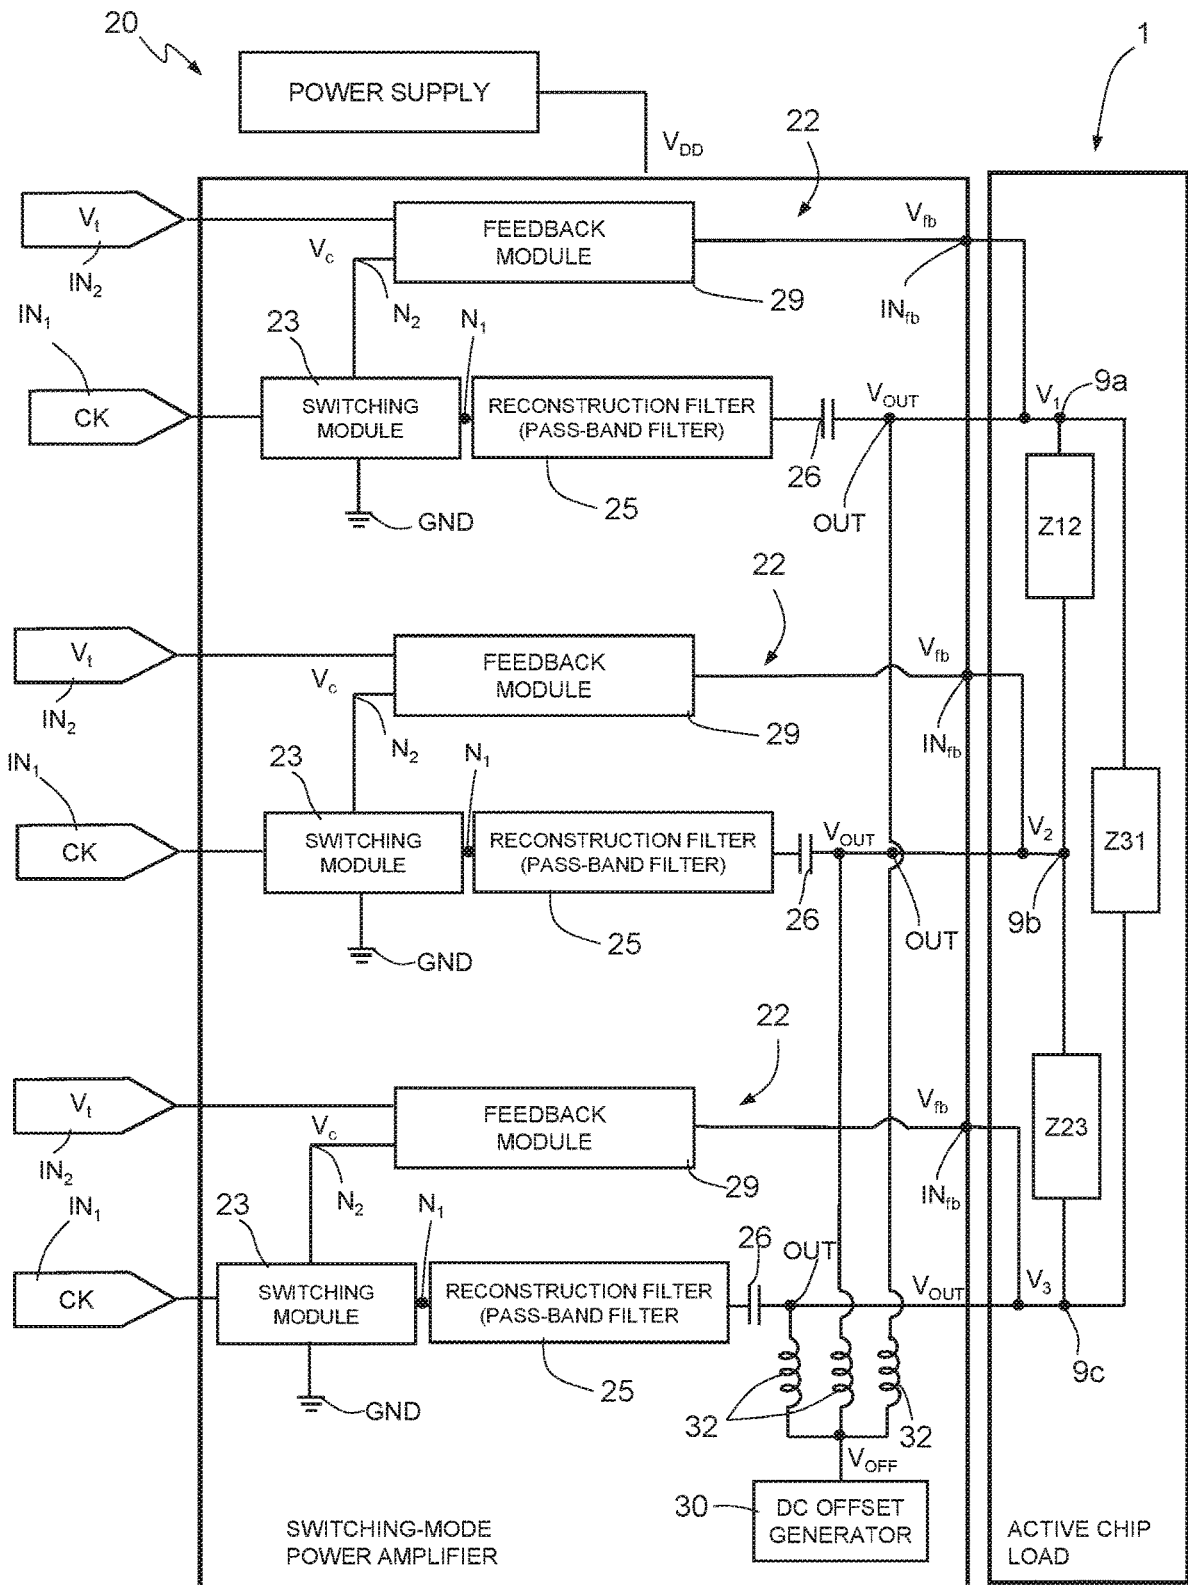 20
1
POWER SUPPLY
V_DD
22
V_t
IN_2
FEEDBACK
MODULE
V_fb
V_c
N_2
29
IN_fb
IN_1
23
N_1
CK
SWITCHING
MODULE
RECONSTRUCTION FILTER
(PASS-BAND FILTER)
V_OUT
V_1
9a
26
25
OUT
GND
Z12
22
V_t
IN_2
FEEDBACK
MODULE
V_fb
V_c
N_2
29
IN_fb
IN_1
23
N_1
CK
SWITCHING
MODULE
RECONSTRUCTION FILTER
(PASS-BAND FILTER)
V_OUT
V_2
Z31
26
9b
25
OUT
GND
22
V_t
IN_2
FEEDBACK
MODULE
V_fb
V_c
Z23
N_2
29
IN_fb
IN_1
23
N_1
26
OUT
CK
SWITCHING
MODULE
RECONSTRUCTION FILTER
(PASS-BAND FILTER
V_OUT
V_3
9c
25
GND
32
32
V_OFF
30
DC OFFSET
GENERATOR
SWITCHING-MODE
POWER AMPLIFIER
ACTIVE CHIP
LOAD